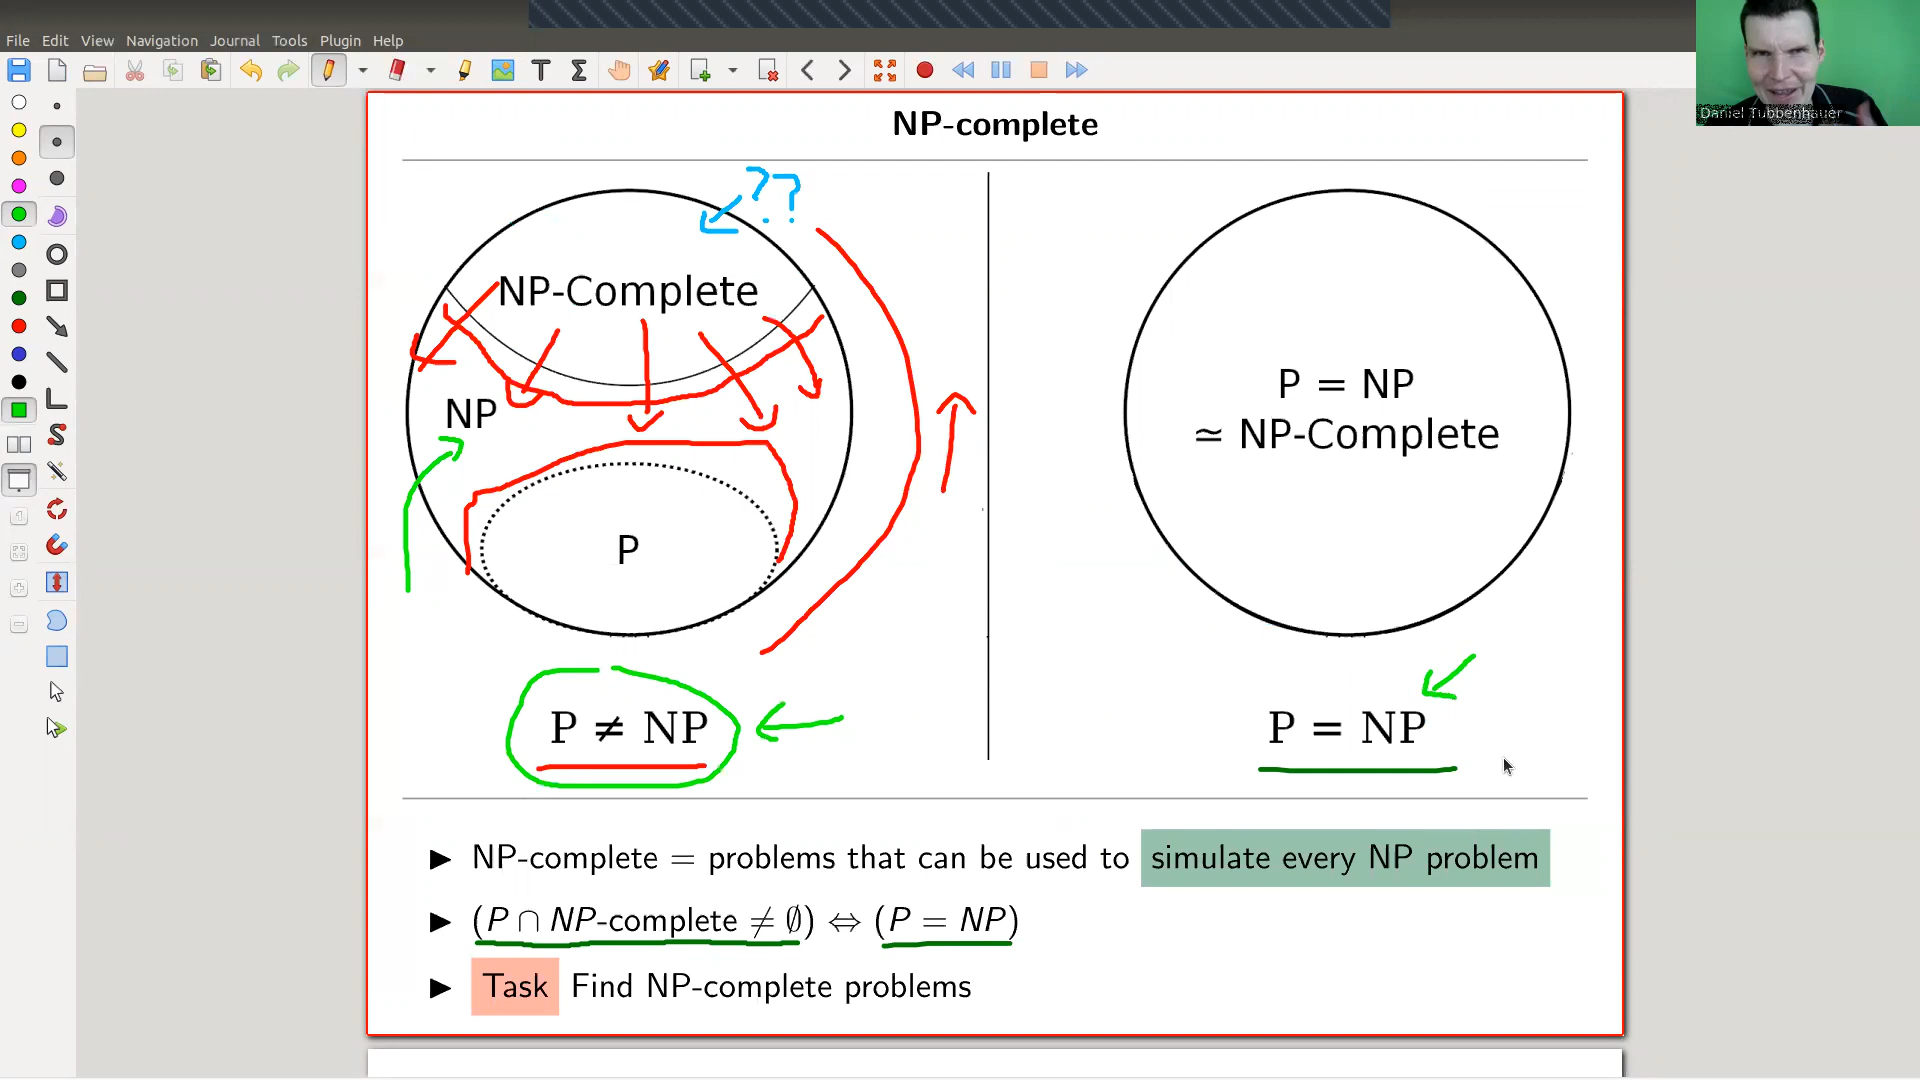 File Edit View Navigation Journal Tools Plugin Help
Daniel Tubbenhauer
NP-complete
??
NP-Complete
NP
P
P ≠ NP
P = NP
≃ NP-Complete
P = NP
▶ NP-complete = problems that can be used to simulate every NP problem
▶ (P ∩ NP-complete ≠ ∅) ⇔ (P = NP)
▶ Task Find NP-complete problems